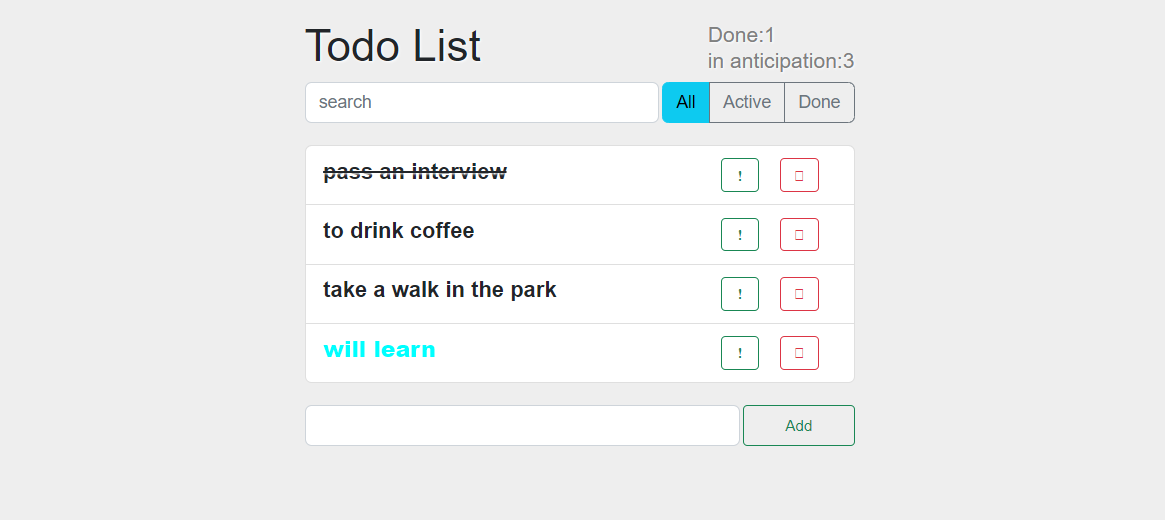 Todo List
Done:1
in anticipation:3
search
All Active Done
pass an interview !
to drink coffee !
take a walk in the park !
will learn !
Add